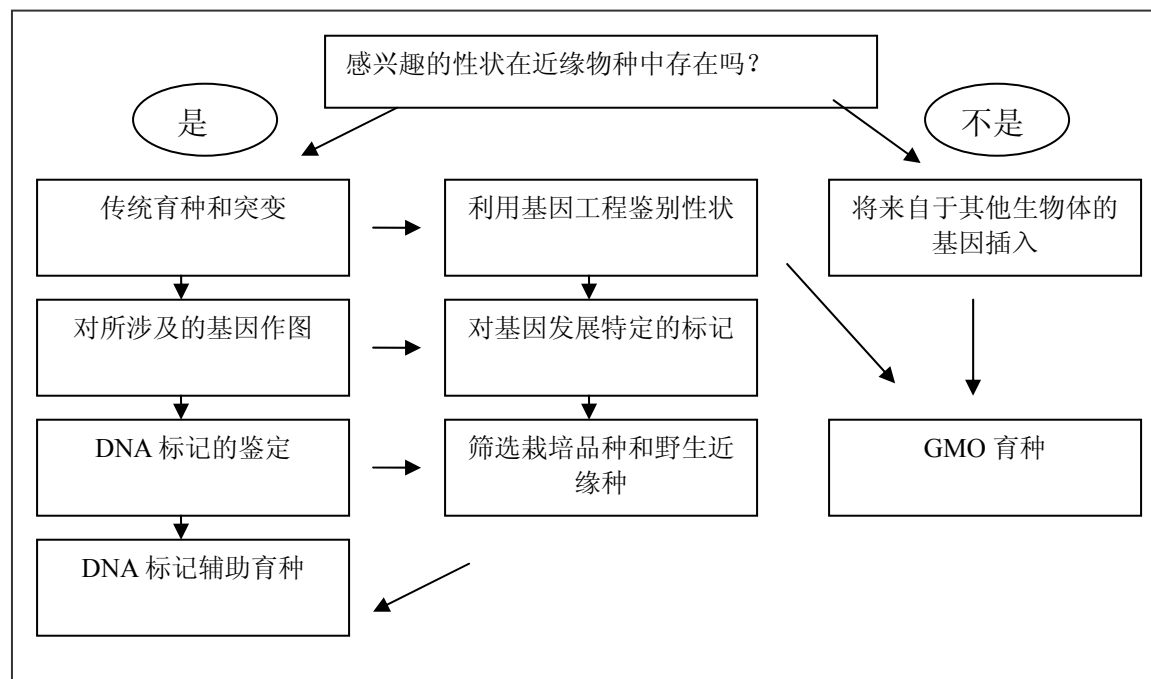 感兴趣的性状在近缘物种中存在吗？
是
不是
传统育种和突变
利用基因工程鉴别性状
将来自于其他生物体的
基因插入
对所涉及的基因作图
对基因发展特定的标记
DNA 标记的鉴定
筛选栽培品种和野生近
缘种
GMO 育种
DNA 标记辅助育种